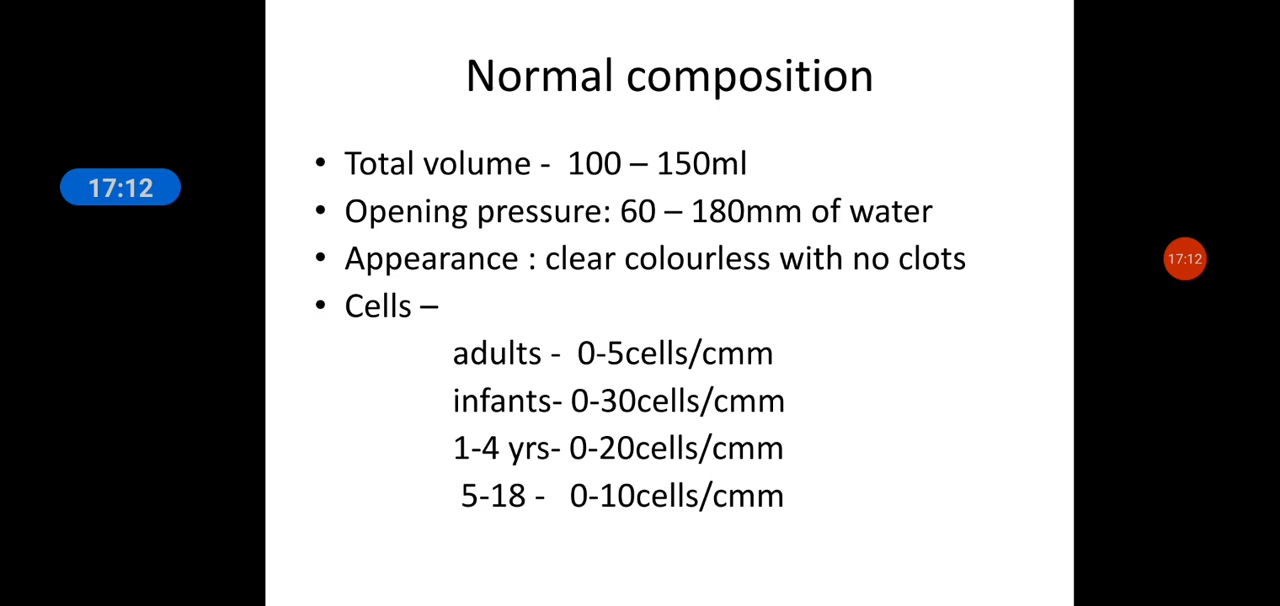 Normal composition
17:12
• Total volume - 100 – 150ml
• Opening pressure: 60 – 180mm of water
• Appearance : clear colourless with no clots
17:12
• Cells –
adults - 0-5cells/cmm
infants- 0-30cells/cmm
1-4 yrs- 0-20cells/cmm
5-18 - 0-10cells/cmm